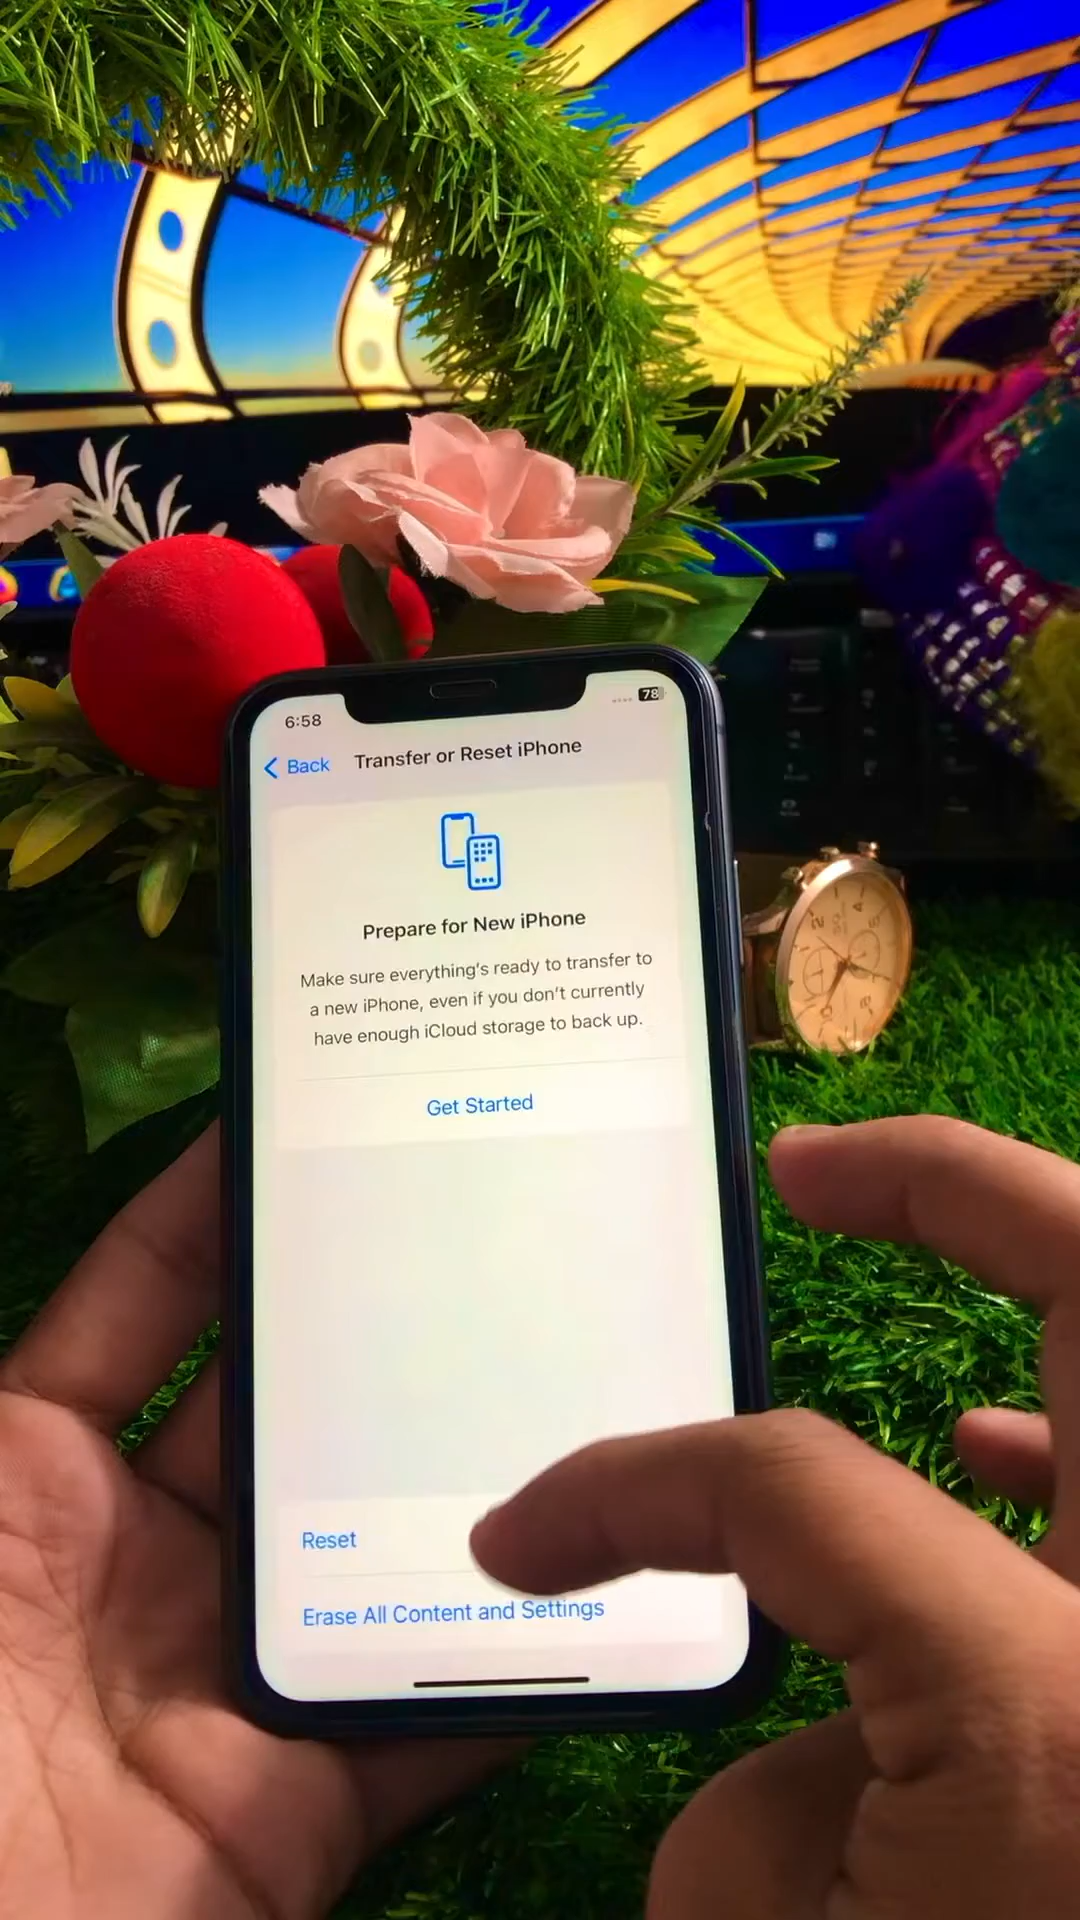 6:58
78
Back
Transfer or Reset iPhone
Prepare for New iPhone
Make sure everything's ready to transfer to
a new iPhone, even if you don't currently
have enough iCloud storage to back up.
Get Started
Reset
Erase All Content and Settings